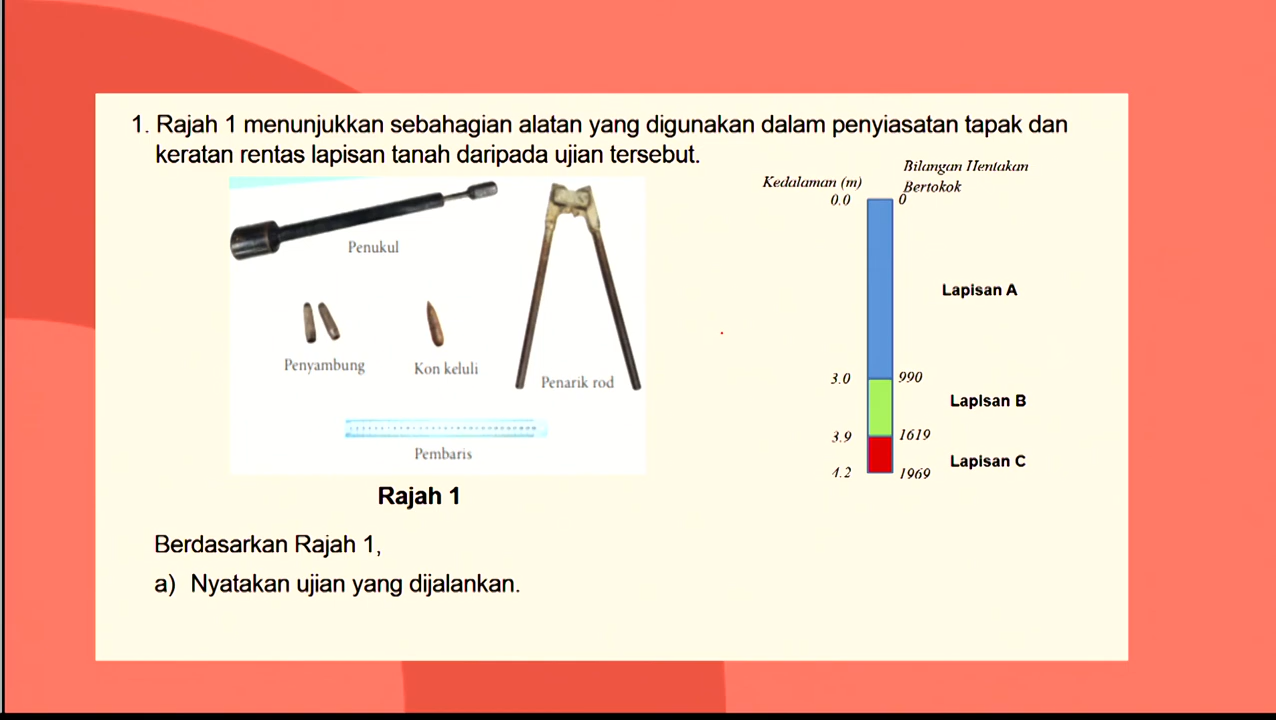 1. Rajah 1 menunjukkan sebahagian alatan yang digunakan dalam penyiasatan tapak dan
keratan rentas lapisan tanah daripada ujian tersebut.
Penukul
Penyambung
Kon keluli
Penarik rod
Pembaris
Rajah 1
Kedalaman (m)
Bilangan Hentakan
Bertokok
0.0
0
Lapisan A
3.0
990
Lapisan B
3.9
1619
Lapisan C
4.2
1969
Berdasarkan Rajah 1,
a) Nyatakan ujian yang dijalankan.